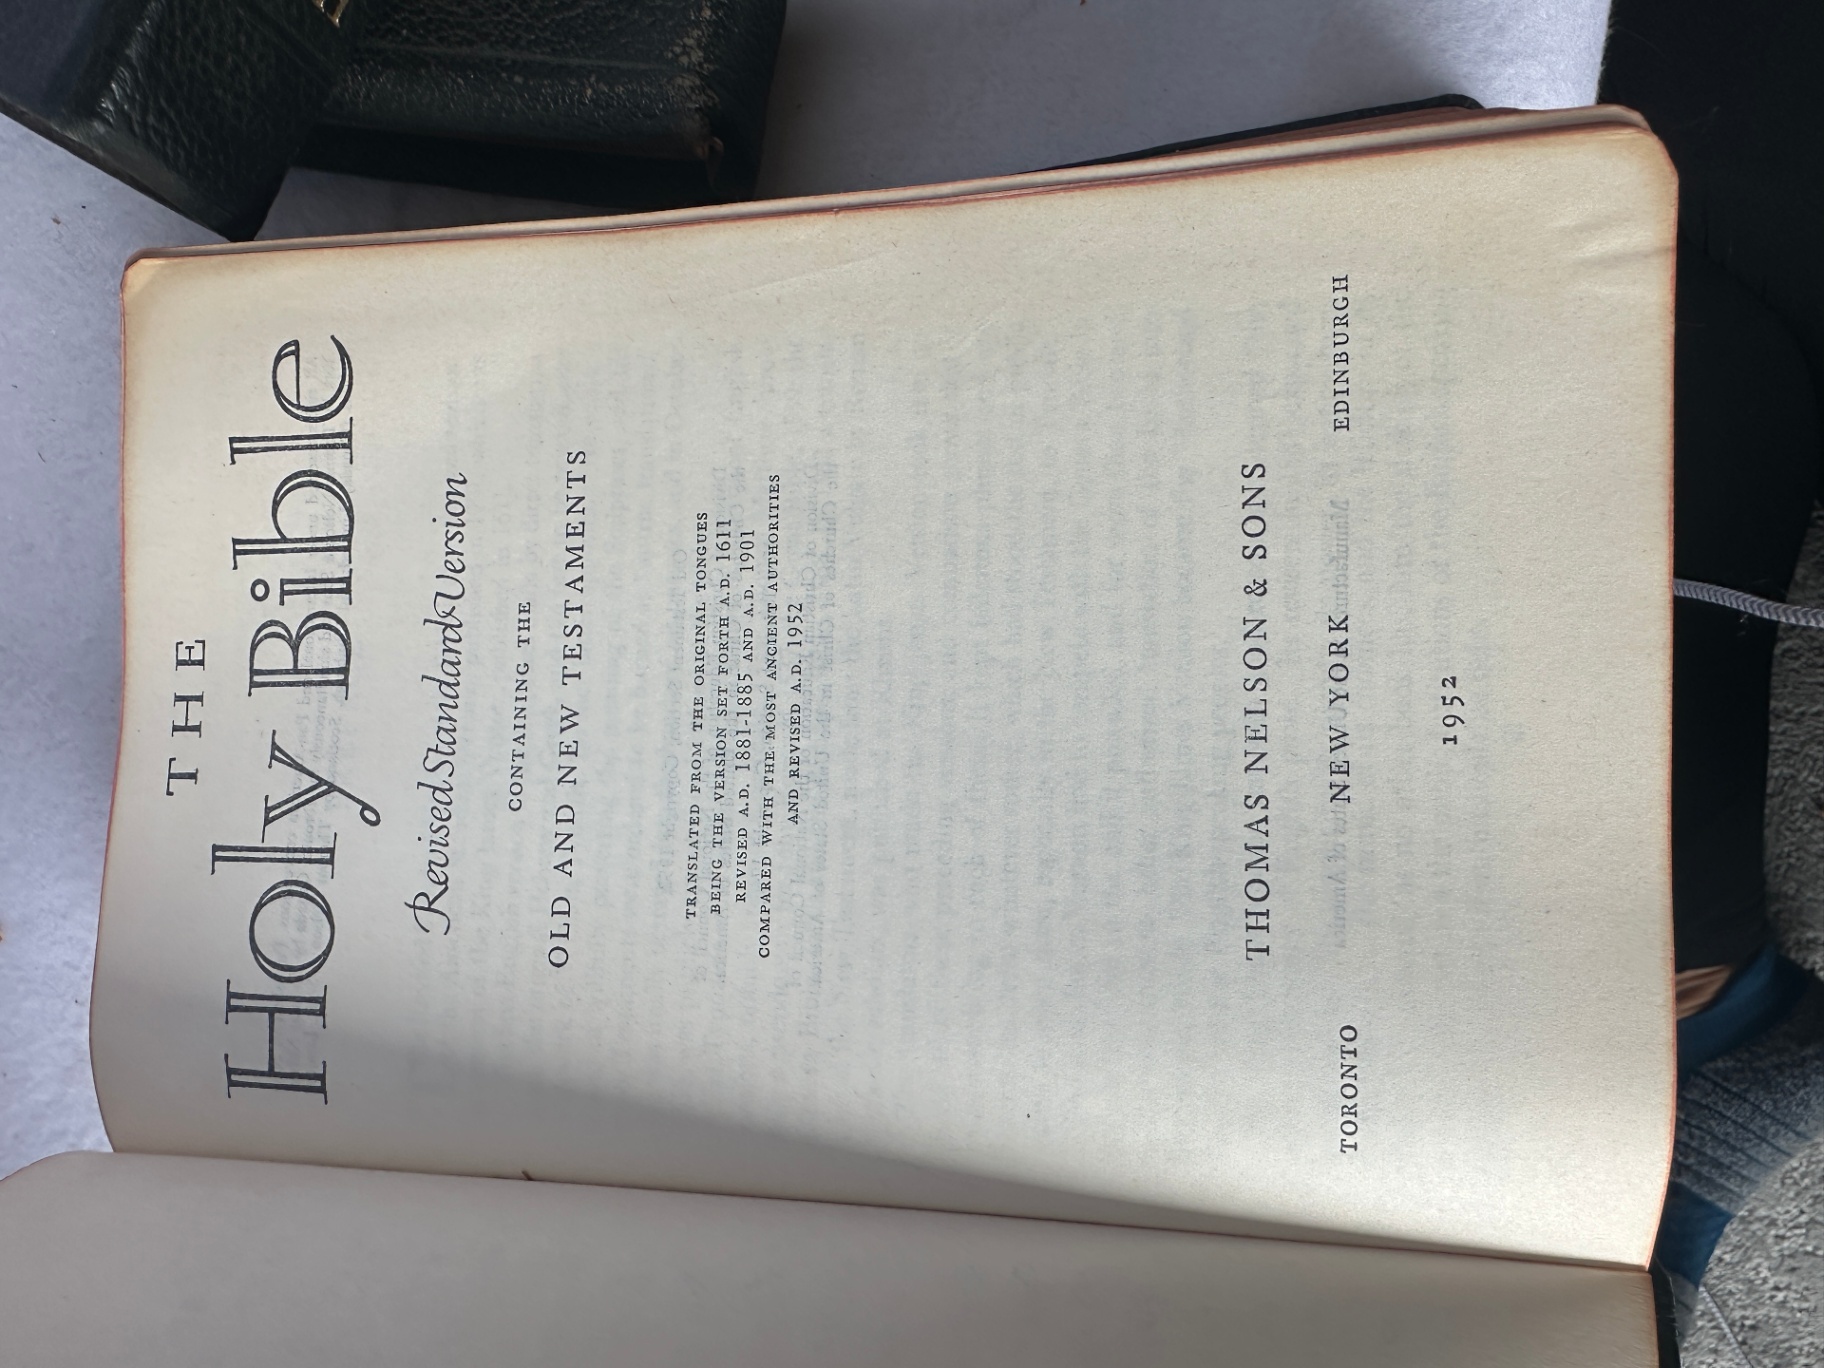 THE
Holy Bible
Revised Standard Version
CONTAINING THE
OLD AND NEW TESTAMENTS
TRANSLATED FROM THE ORIGINAL TONGUES
BEING THE VERSION SET FORTH A.D. 1611
REVISED A.D. 1881-1885 AND A.D. 1901
COMPARED WITH THE MOST ANCIENT AUTHORITIES
AND REVISED A.D. 1952
THOMAS NELSON & SONS
TORONTO NEW YORK EDINBURGH
1952